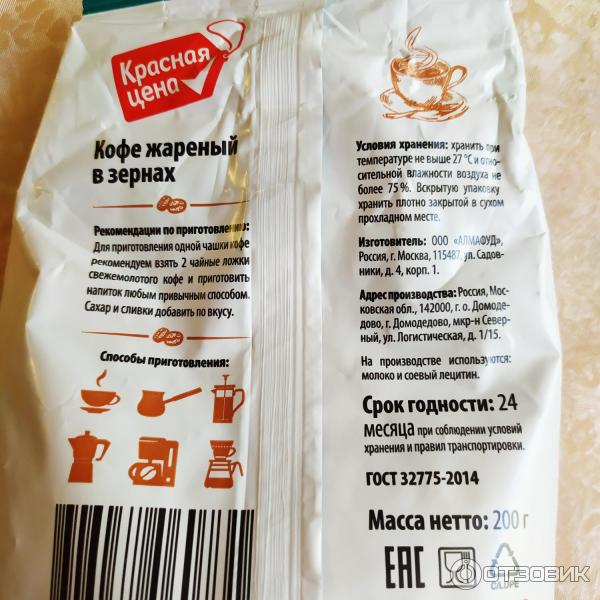 Красная
цена
Кофе жареный
в зернах
Рекомендации по приготовлению:
Для приготовления одной чашки кофе
рекомендуем взять 2 чайные ложки
свежемолотого кофе и приготовить
напиток любым привычным способом.
Сахар и сливки добавить по вкусу.
Способы приготовления:
Условия хранения: хранить при
температуре не выше 27 °С и отно-
сительной влажности воздуха не
более 75 %. Вскрытую упаковку
хранить плотно закрытой в сухом
прохладном месте.
Изготовитель: ООО «АЛМАФУД»,
Россия, г. Москва, 115487, ул. Садов-
ники, д. 4, корп. 1.
Адрес производства: Россия, Мос-
ковская обл., 142000, г. о. Домоде-
дово, г. Домодедово, мкр-н Север-
ный, ул. Логистическая, д. 1/15.
На производстве используются:
молоко и соевый лецитин.
Срок годности: 24
месяца при соблюдении условий
хранения и правил транспортировки.
ГОСТ 32775-2014
Масса нетто: 200 г
EAC
C/LDPE
ОТЗОВИК